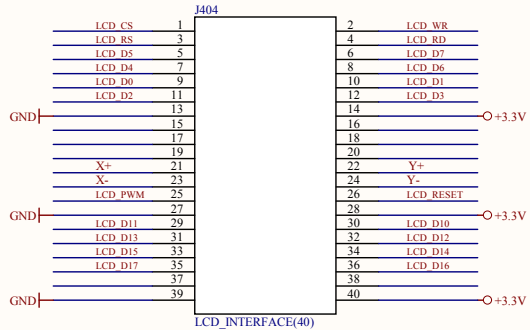 J404
LCD_CS 1 2 LCD_WR
LCD_RS 3 4 LCD_RD
LCD_D5 5 6 LCD_D7
LCD_D4 7 8 LCD_D6
LCD_D0 9 10 LCD_D1
LCD_D2 11 12 LCD_D3
GND 13 14 +3.3V
15 16
17 18
19 20
X+ 21 22 Y+
X- 23 24 Y-
LCD_PWM 25 26 LCD_RESET
GND 27 28 +3.3V
LCD_D11 29 30 LCD_D10
LCD_D13 31 32 LCD_D12
LCD_D15 33 34 LCD_D14
LCD_D17 35 36 LCD_D16
37 38
GND 39 40 +3.3V
LCD_INTERFACE(40)